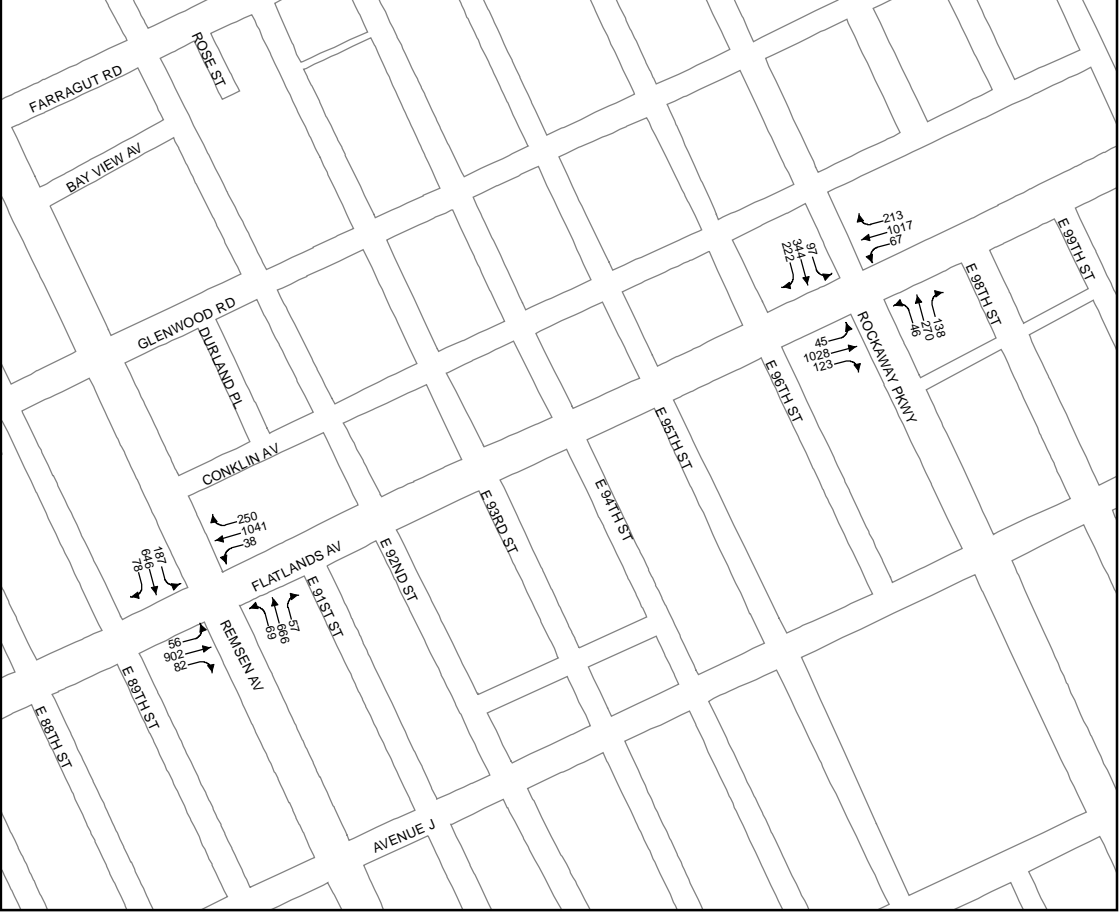 ROSE ST
FARRAGUT RD
BAY VIEW AV
213
1017
67
97
344
222
E 99TH ST
E 98TH ST
GLENWOOD RD
DURLAND PL
46
270
138
45
1028
123
ROCKAWAY PKWY
E 96TH ST
E 95TH ST
CONKLIN AV
E 94TH ST
E 93RD ST
250
1041
38
187
646
78
FLATLANDS AV
E 92ND ST
E 91ST ST
69
666
57
56
902
82
REMSEN AV
E 89TH ST
E 88TH ST
AVENUE J